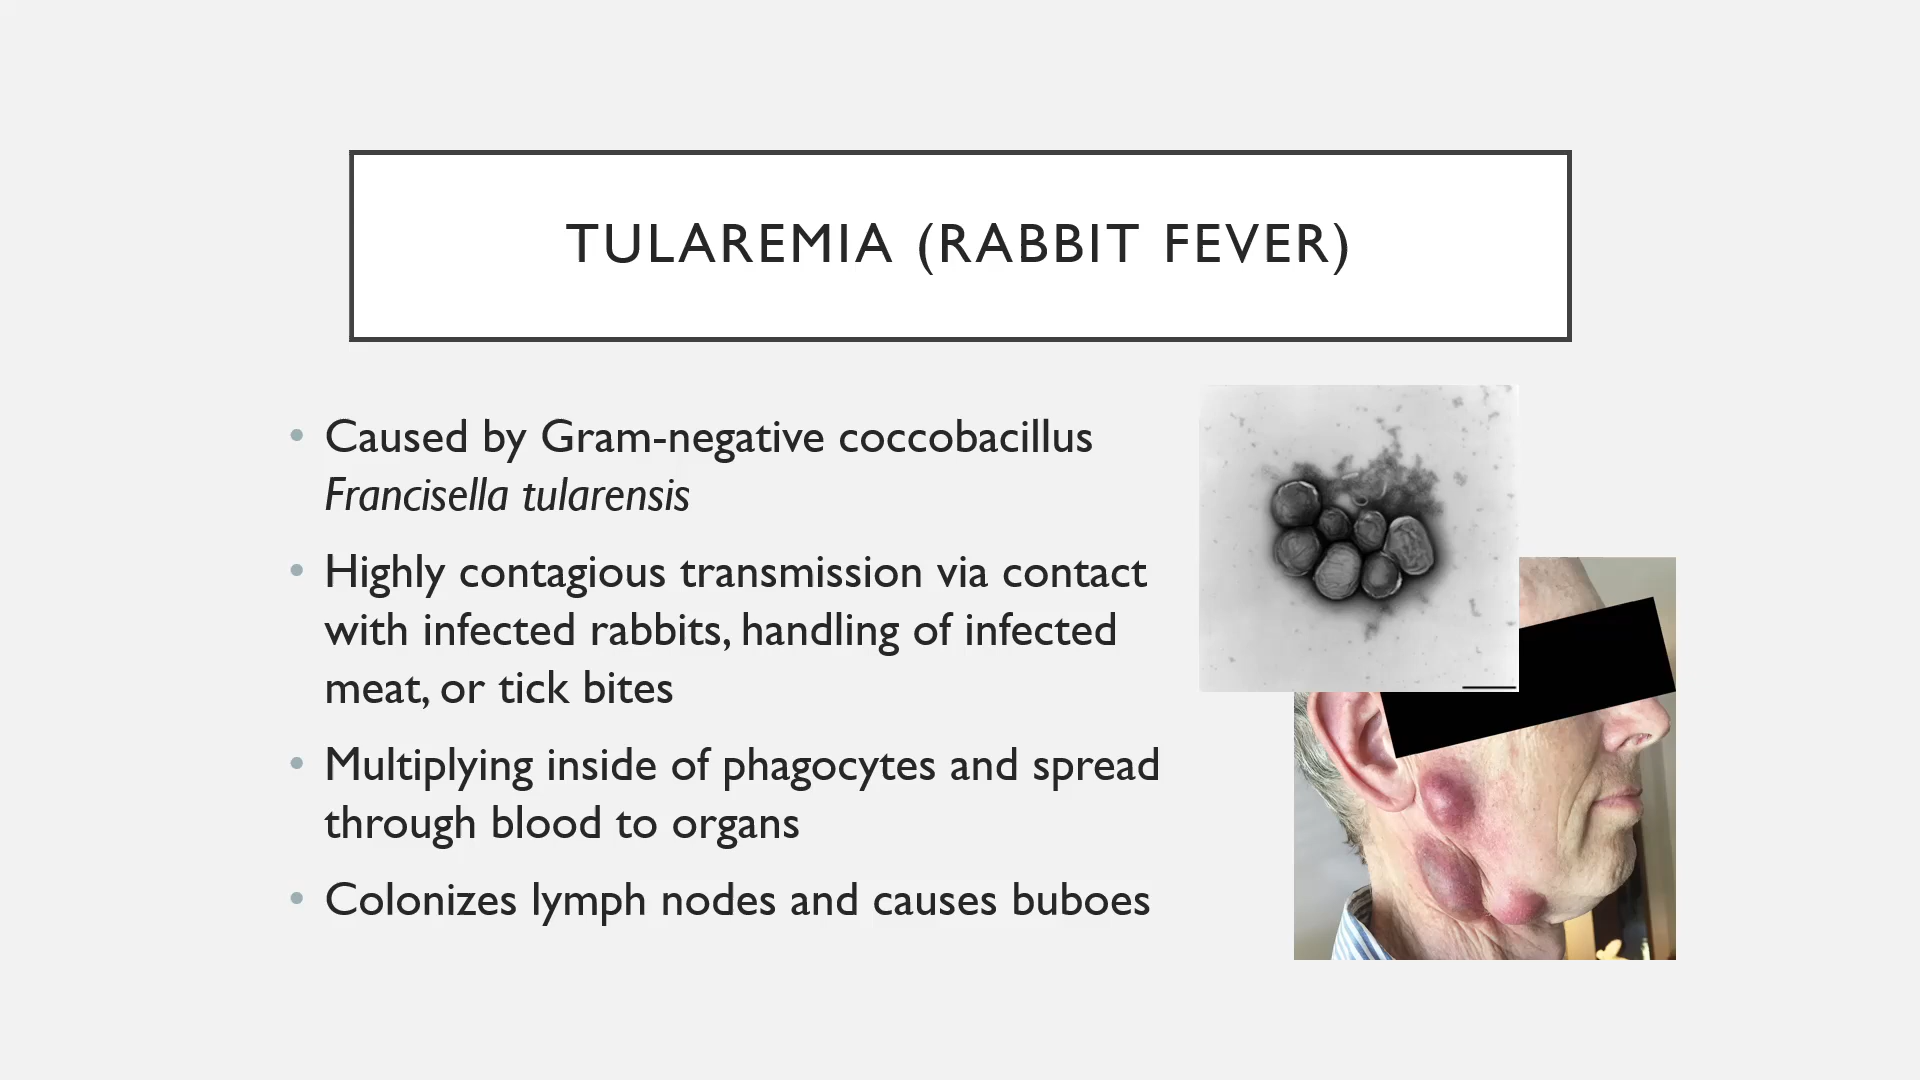 TULAREMIA (RABBIT FEVER)
• Caused by Gram-negative coccobacillus
Francisella tularensis
• Highly contagious transmission via contact
with infected rabbits, handling of infected
meat, or tick bites
• Multiplying inside of phagocytes and spread
through blood to organs
• Colonizes lymph nodes and causes buboes